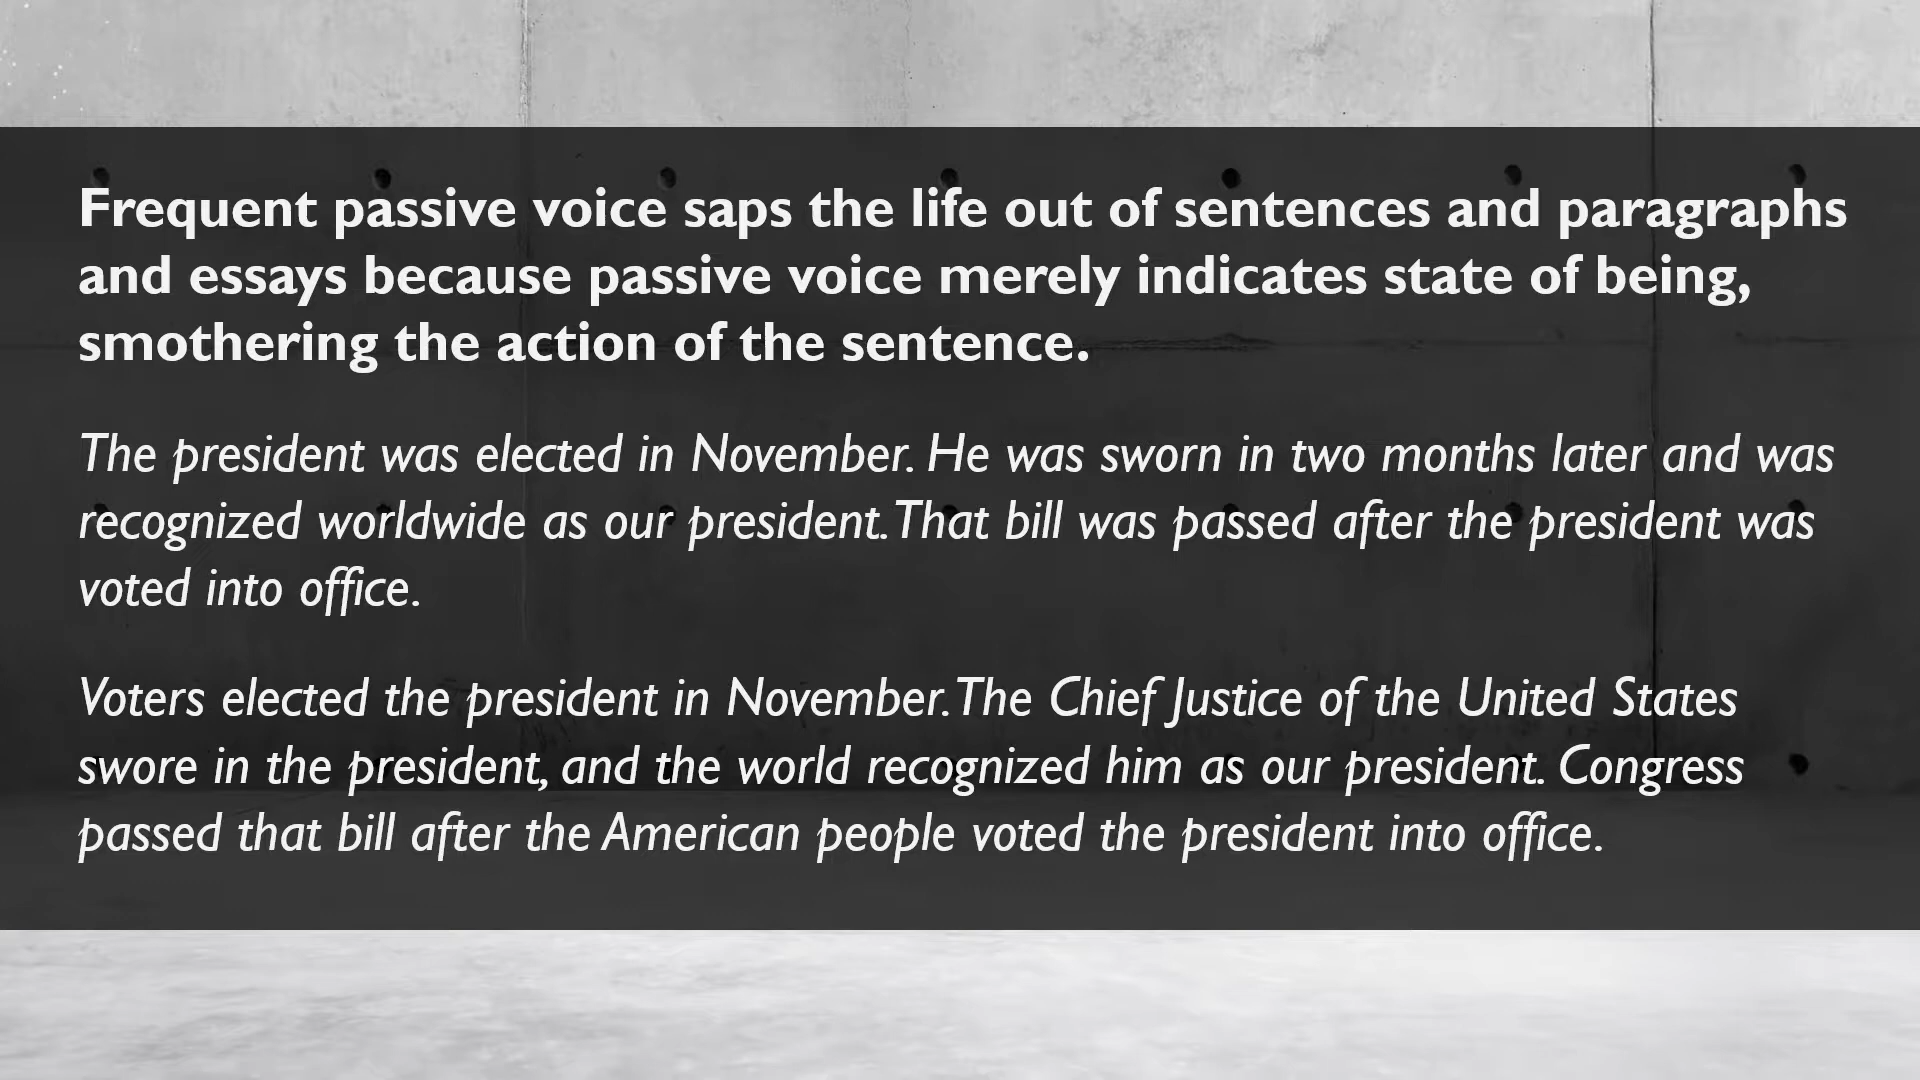 Frequent passive voice saps the life out of sentences and paragraphs
and essays because passive voice merely indicates state of being,
smothering the action of the sentence.
The president was elected in November. He was sworn in two months later and was
recognized worldwide as our president. That bill was passed after the president was
voted into office.
Voters elected the president in November. The Chief Justice of the United States
swore in the president, and the world recognized him as our president. Congress
passed that bill after the American people voted the president into office.